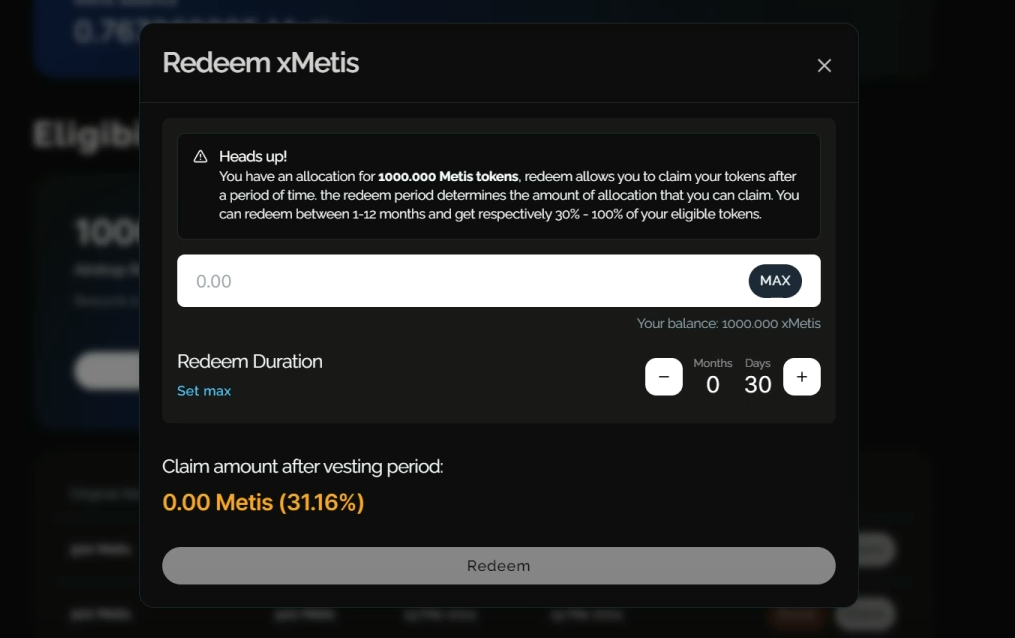 Redeem xMetis
Heads up!
You have an allocation for 1000.000 Metis tokens, redeem allows you to claim your tokens after
a period of time. the redeem period determines the amount of allocation that you can claim. You
can redeem between 1-12 months and get respectively 30% - 100% of your eligible tokens.
0.00
MAX
Your balance: 1000.000 xMetis
Redeem Duration
Set max
−
Months
Days
0
30
+
Claim amount after vesting period:
0.00 Metis (31.16%)
Redeem